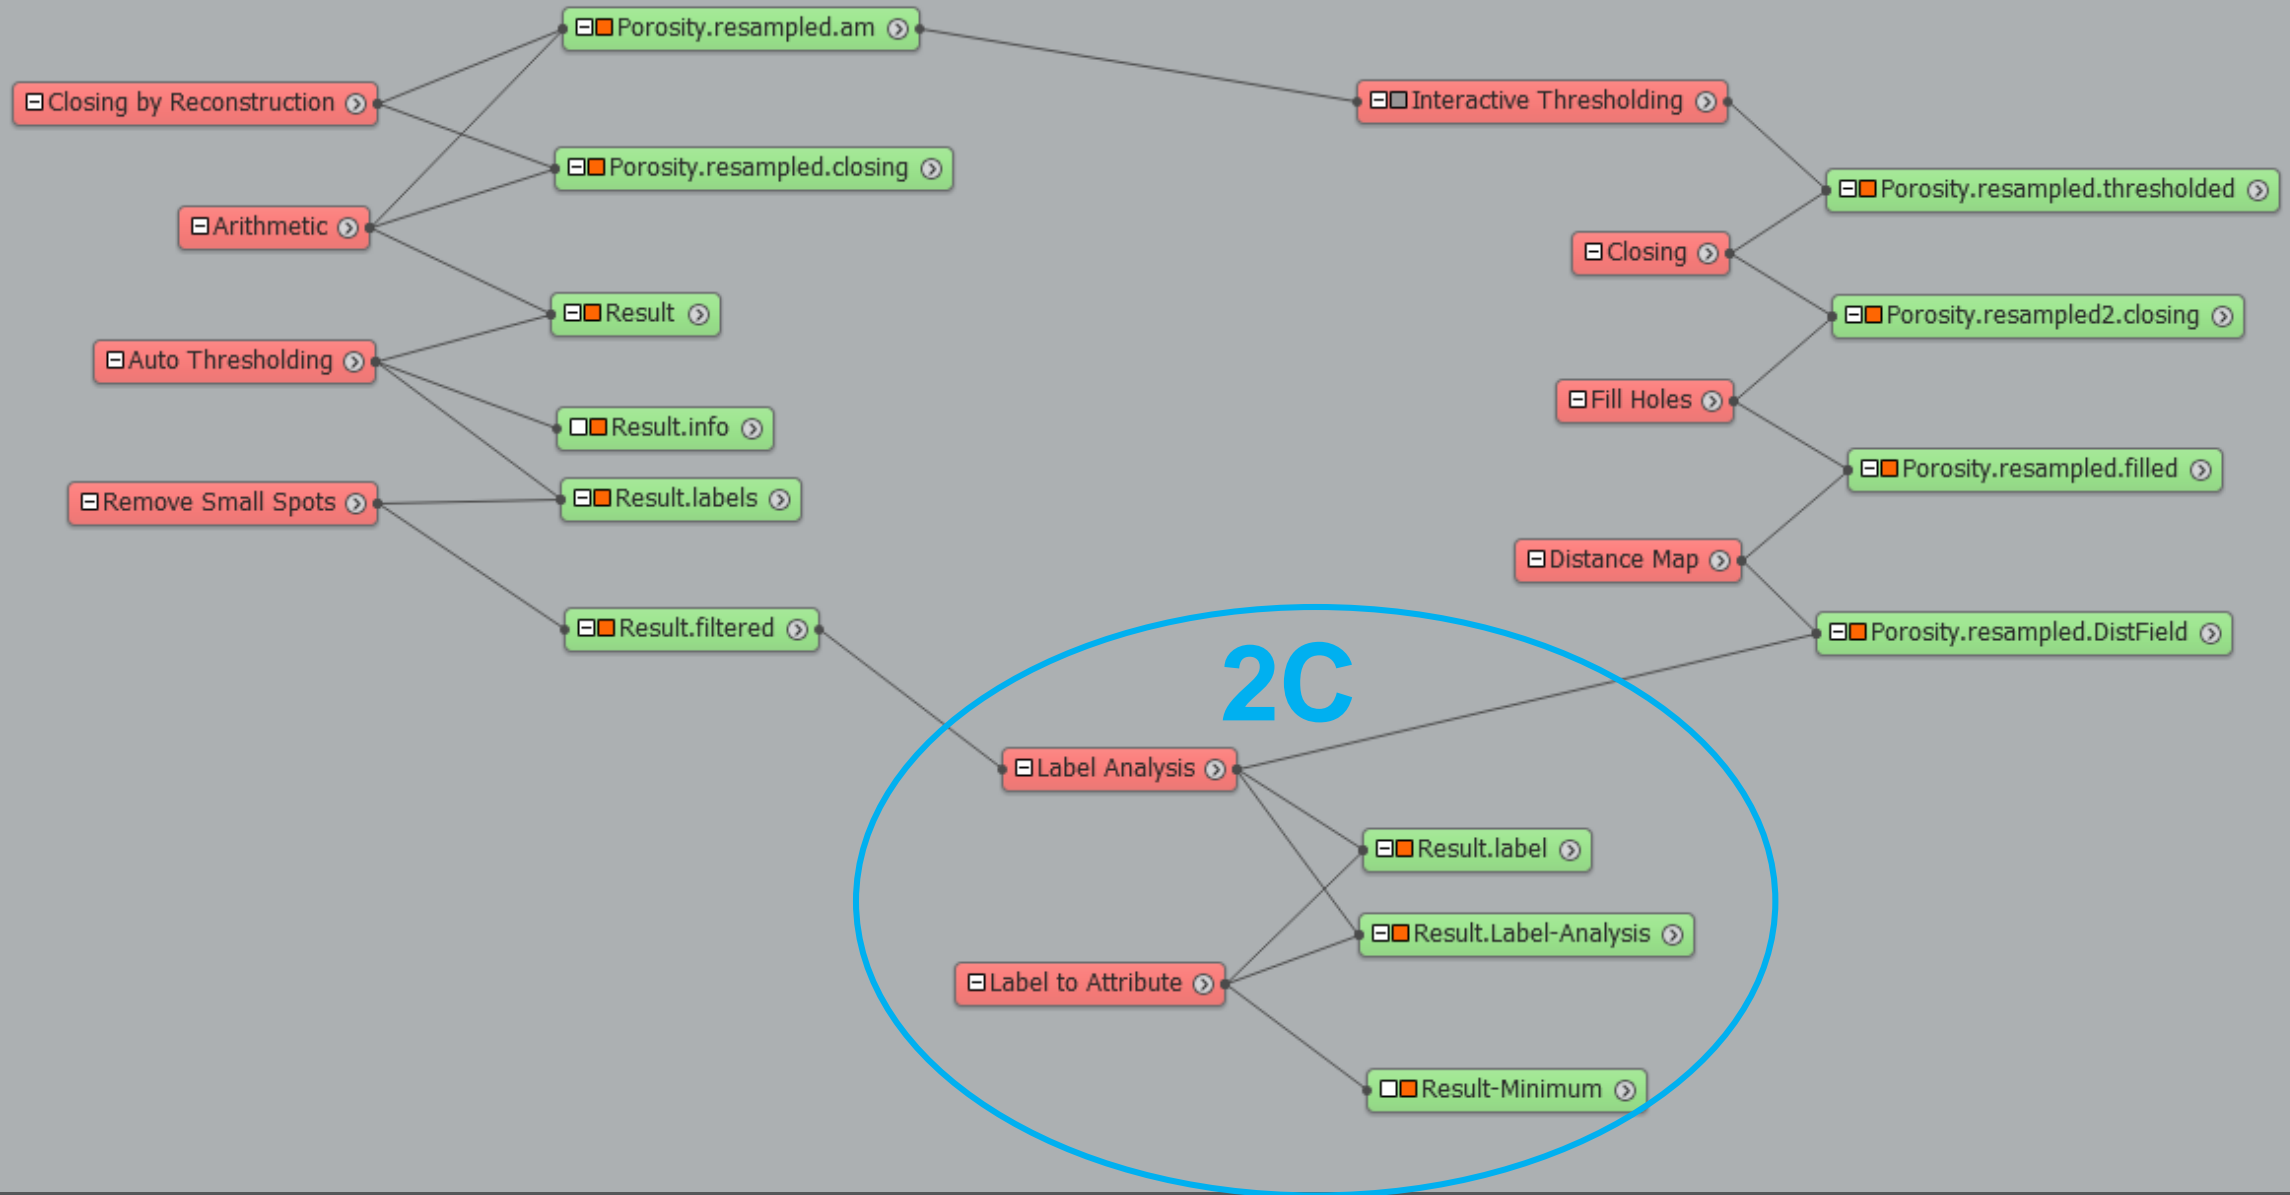 Porosity.resampled.am
Closing by Reconstruction
Interactive Thresholding
Porosity.resampled.closing
Porosity.resampled.thresholded
Arithmetic
Closing
Result
Porosity.resampled2.closing
Auto Thresholding
Fill Holes
Result.info
Porosity.resampled.filled
Remove Small Spots
Result.labels
Distance Map
Result.filtered
Porosity.resampled.DistField
2C
Label Analysis
Result.label
Result.Label-Analysis
Label to Attribute
Result-Minimum